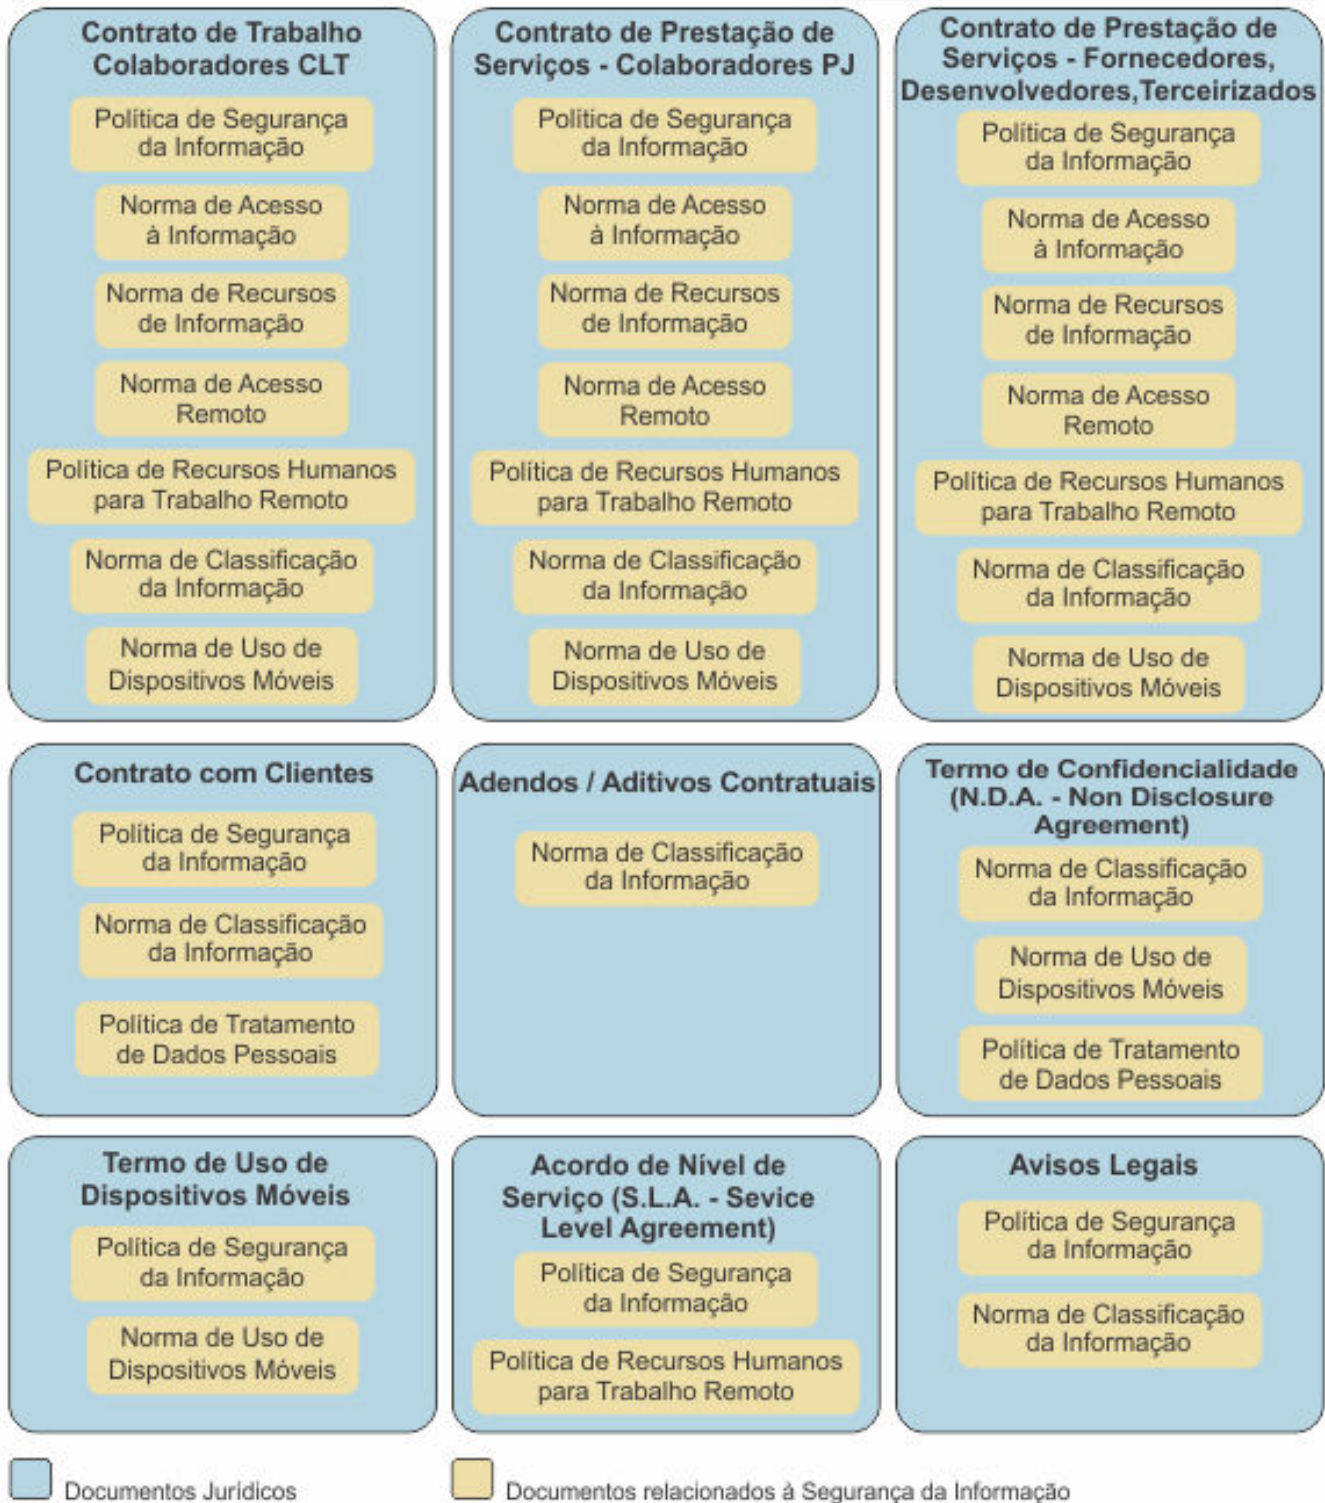 Contrato de Trabalho
Colaboradores CLT
Política de Segurança
da Informação
Norma de Acesso
à Informação
Norma de Recursos
de Informação
Norma de Acesso
Remoto
Política de Recursos Humanos
para Trabalho Remoto
Norma de Classificação
da Informação
Norma de Uso de
Dispositivos Móveis
Contrato de Prestação de
Serviços - Colaboradores PJ
Política de Segurança
da Informação
Norma de Acesso
à Informação
Norma de Recursos
de Informação
Norma de Acesso
Remoto
Política de Recursos Humanos
para Trabalho Remoto
Norma de Classificação
da Informação
Norma de Uso de
Dispositivos Móveis
Contrato de Prestação de
Serviços - Fornecedores,
Desenvolvedores,Terceirizados
Política de Segurança
da Informação
Norma de Acesso
à Informação
Norma de Recursos
de Informação
Norma de Acesso
Remoto
Política de Recursos Humanos
para Trabalho Remoto
Norma de Classificação
da Informação
Norma de Uso de
Dispositivos Móveis
Contrato com Clientes
Política de Segurança
da Informação
Norma de Classificação
da Informação
Política de Tratamento
de Dados Pessoais
Adendos / Aditivos Contratuais
Norma de Classificação
da Informação
Termo de Confidencialidade
(N.D.A. - Non Disclosure
Agreement)
Norma de Classificação
da Informação
Norma de Uso de
Dispositivos Móveis
Política de Tratamento
de Dados Pessoais
Termo de Uso de
Dispositivos Móveis
Política de Segurança
da Informação
Norma de Uso de
Dispositivos Móveis
Acordo de Nível de
Serviço (S.L.A. - Sevice
Level Agreement)
Política de Segurança
da Informação
Política de Recursos Humanos
para Trabalho Remoto
Avisos Legais
Política de Segurança
da Informação
Norma de Classificação
da Informação
Documentos Jurídicos
Documentos relacionados à Segurança da Informação